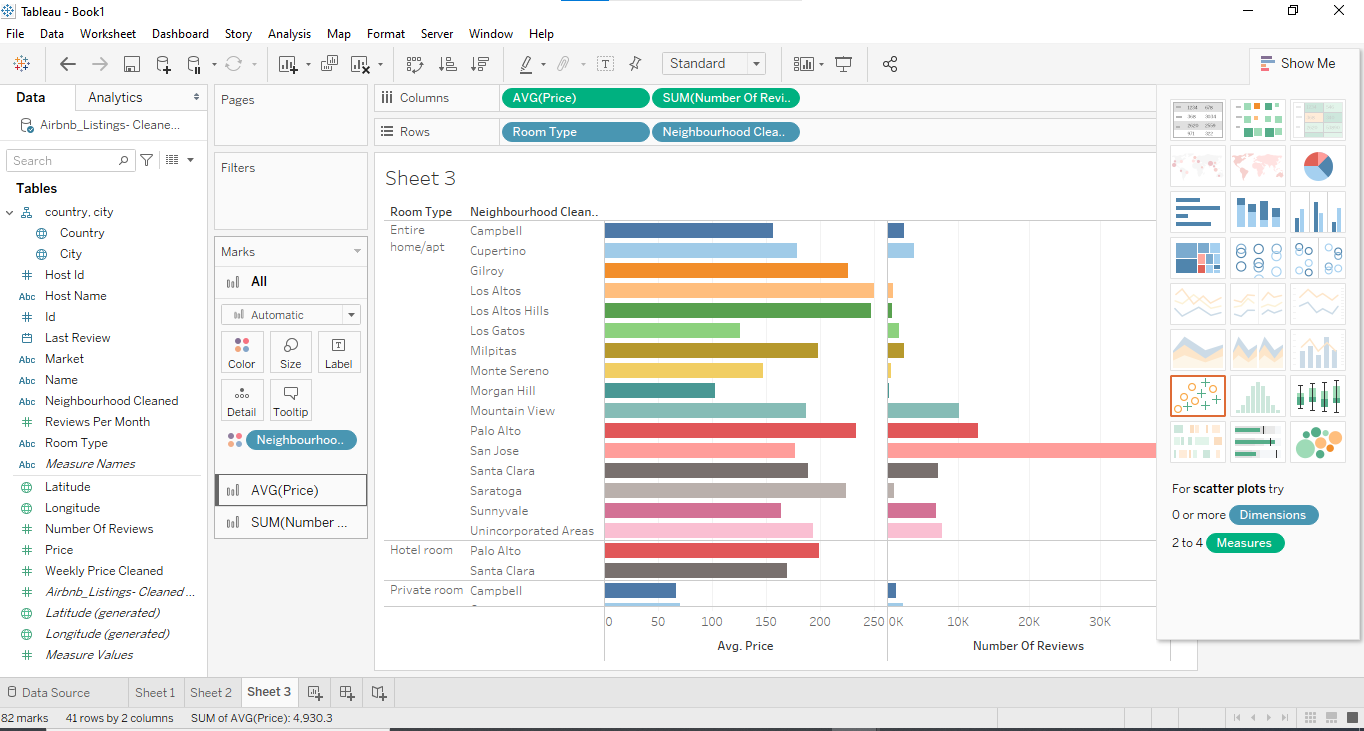 Tableau - Book1
File Data Worksheet Dashboard Story Analysis Map Format Server Window Help
Standard
Show Me
Data Analytics
Airbnb_Listings- Cleane...
Search
Tables
country, city
Country
City
Host Id
Abc Host Name
Id
Last Review
Abc Market
Abc Name
Abc Neighbourhood Cleaned
Reviews Per Month
Abc Room Type
Abc Measure Names
Latitude
Longitude
Number Of Reviews
Price
Weekly Price Cleaned
Airbnb_Listings- Cleaned ...
Latitude (generated)
Longitude (generated)
Measure Values
Pages
Filters
Marks
All
Automatic
Color Size Label
Detail Tooltip
Neighbourhoo..
AVG(Price)
SUM(Number ...
Columns AVG(Price) SUM(Number Of Revi..
Rows Room Type Neighbourhood Clea..
Sheet 3
Room Type Neighbourhood Clean..
Entire
home/apt
Campbell
Cupertino
Gilroy
Los Altos
Los Altos Hills
Los Gatos
Milpitas
Monte Sereno
Morgan Hill
Mountain View
Palo Alto
San Jose
Santa Clara
Saratoga
Sunnyvale
Unincorporated Areas
Hotel room Palo Alto
Santa Clara
Private room Campbell
0 50 100 150 200 250 0K 10K 20K 30K
Avg. Price Number Of Reviews
For scatter plots try
0 or more Dimensions
2 to 4 Measures
Data Source Sheet 1 Sheet 2 Sheet 3
82 marks 41 rows by 2 columns SUM of AVG(Price): 4,930.3